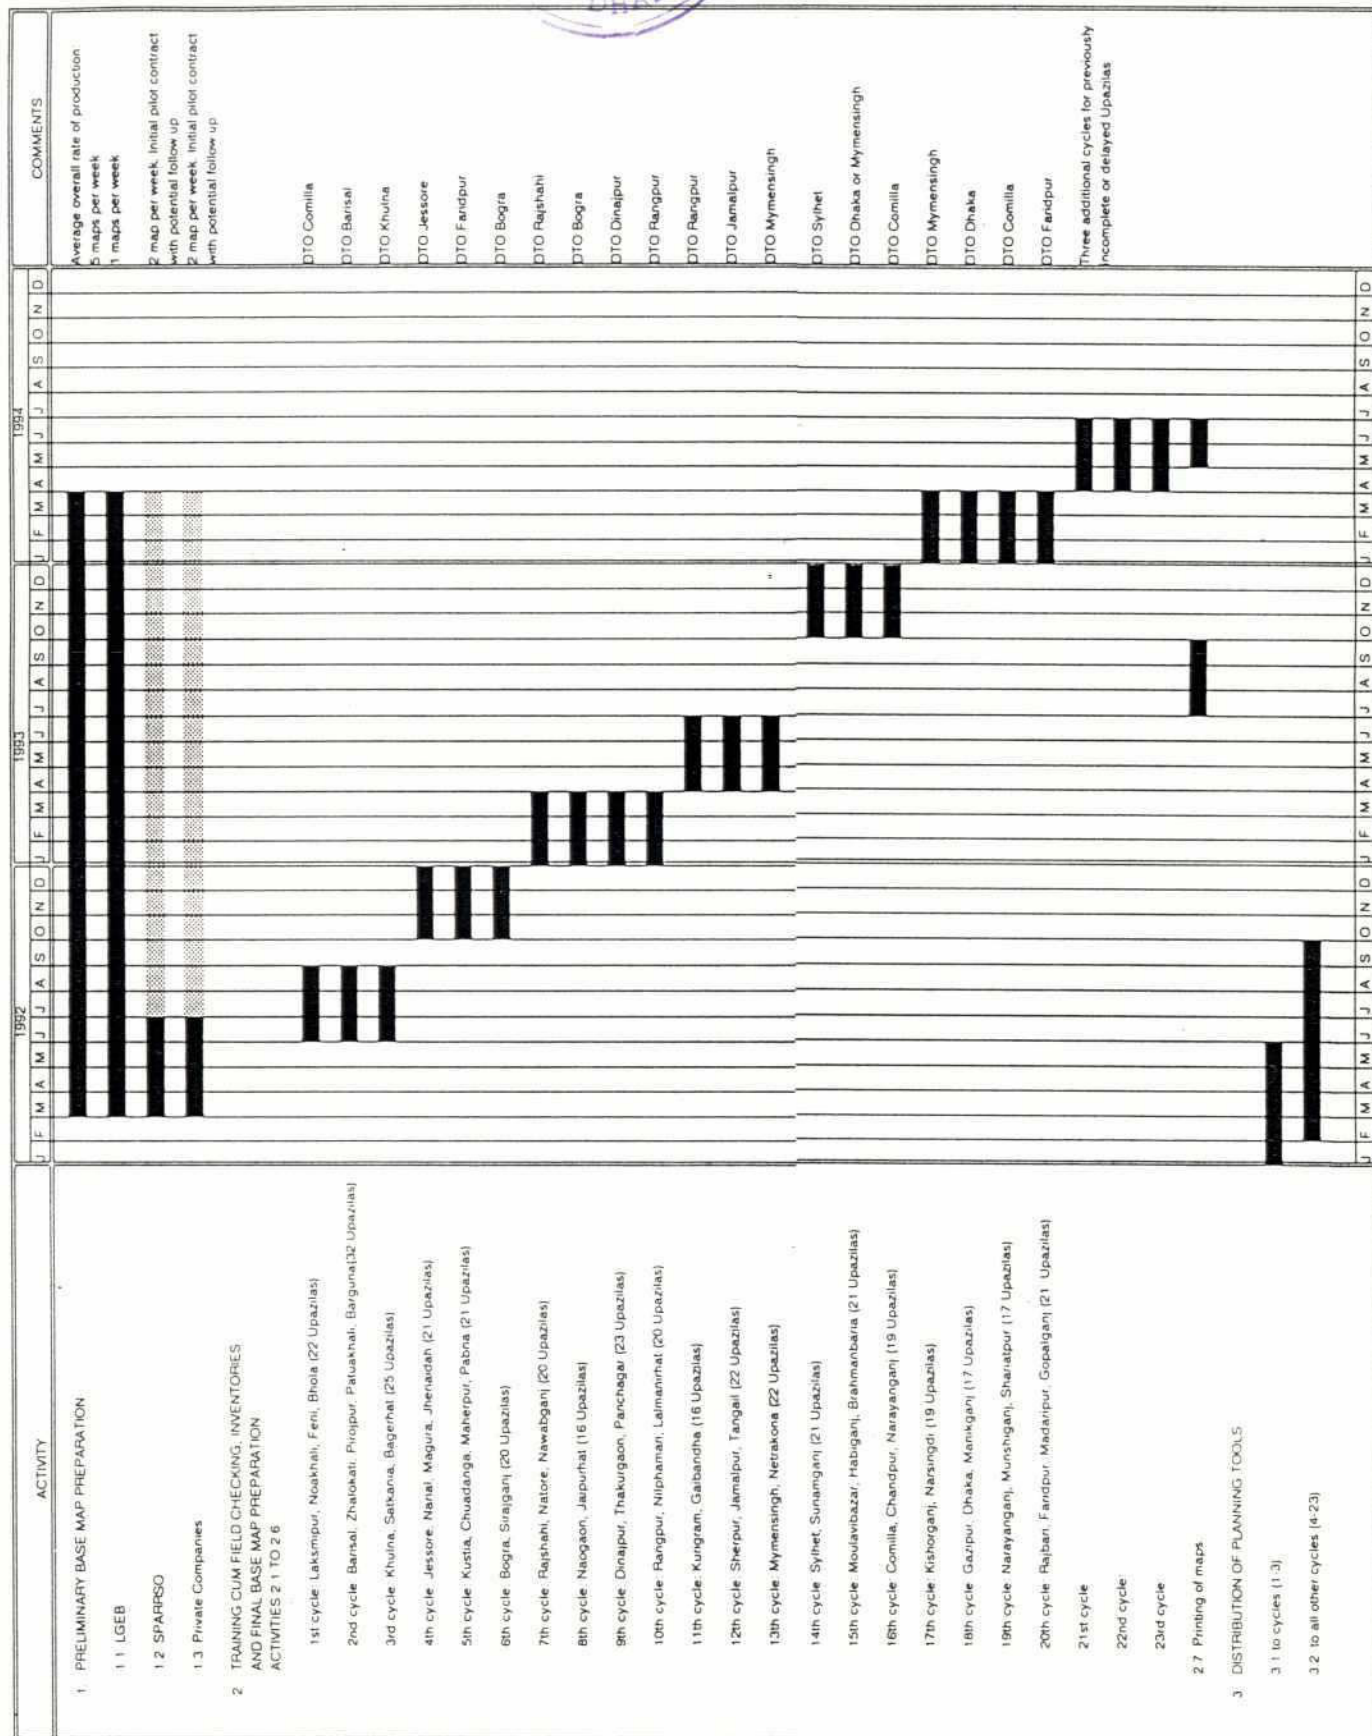 ACTIVITY
1992
1993
1994
COMMENTS
J F M A M J J A S O N D J F M A M J J A S O N D J F M A M J J A S O N D
1 PRELIMINARY BASE MAP PREPARATION
Average overall rate of production
5 maps per week
1 1 LGEB
1 maps per week
1 2 SPARRSO
2 map per week. Initial pilot contract
with potential follow up
1 3 Private Companies
2 map per week. Initial pilot contract
with potential follow up
2 TRAINING CUM FIELD CHECKING, INVENTORIES
AND FINAL BASE MAP PREPARATION
ACTIVITIES 2 1 TO 2 6
1st cycle Laksmipur, Noakhali, Feni, Bhola (22 Upazilas)
DTO Comilla
2nd cycle Barisal, Zhalokati, Pirojpur, Patuakhali, Barguna(32 Upazilas)
DTO Barisal
3rd cycle Khulna, Satkania, Bagerhat (25 Upazilas)
DTO Khulna
4th cycle Jessore, Narial, Magura, Jhenaidah (21 Upazilas)
DTO Jessore
5th cycle Kustia, Chuadanga, Maherpur, Pabna (21 Upazilas)
DTO Faridpur
6th cycle Bogra, Sirajganj (20 Upazilas)
DTO Bogra
7th cycle Rajshahi, Natore, Nawabganj (20 Upazilas)
DTO Rajshahi
8th cycle Naogaon, Jaipurhat (16 Upazilas)
DTO Bogra
9th cycle Dinajpur, Thakurgaon, Panchagar (23 Upazilas)
DTO Dinajpur
10th cycle Rangpur, Nilphamari, Lalmanirhat (20 Upazilas)
DTO Rangpur
11th cycle. Kurigram, Gaibandha (16 Upazilas)
DTO Rangpur
12th cycle Sherpur, Jamalpur, Tangail (22 Upazilas)
DTO Jamalpur
13th cycle Mymensingh, Netrakona (22 Upazilas)
DTO Mymensingh
14th cycle Sylhet, Sunamganj (21 Upazilas)
DTO Sylhet
15th cycle Moulavibazar, Habiganj, Brahmanbaria (21 Upazilas)
DTO Dhaka or Mymensingh
16th cycle Comilla, Chandpur, Narayanganj (19 Upazilas)
DTO Comilla
17th cycle Kishorganj, Narsingdi (19 Upazilas)
DTO Mymensingh
18th cycle Gazipur, Dhaka, Manikganj (17 Upazilas)
DTO Dhaka
19th cycle Narayanganj, Munshiganj, Shariatpur (17 Upazilas)
DTO Comilla
20th cycle Rajbari, Faridpur, Madaripur, Gopalganj (21 Upazilas)
DTO Faridpur
21st cycle
Three additional cycles for previously
incomplete or delayed Upazilas
22nd cycle
23rd cycle
2 7 Printing of maps
3 DISTRIBUTION OF PLANNING TOOLS
3 1 to cycles (1-3)
3 2 to all other cycles (4-23)
J F M A M J J A S O N D J F M A M J J A S O N D J F M A M J J A S O N D